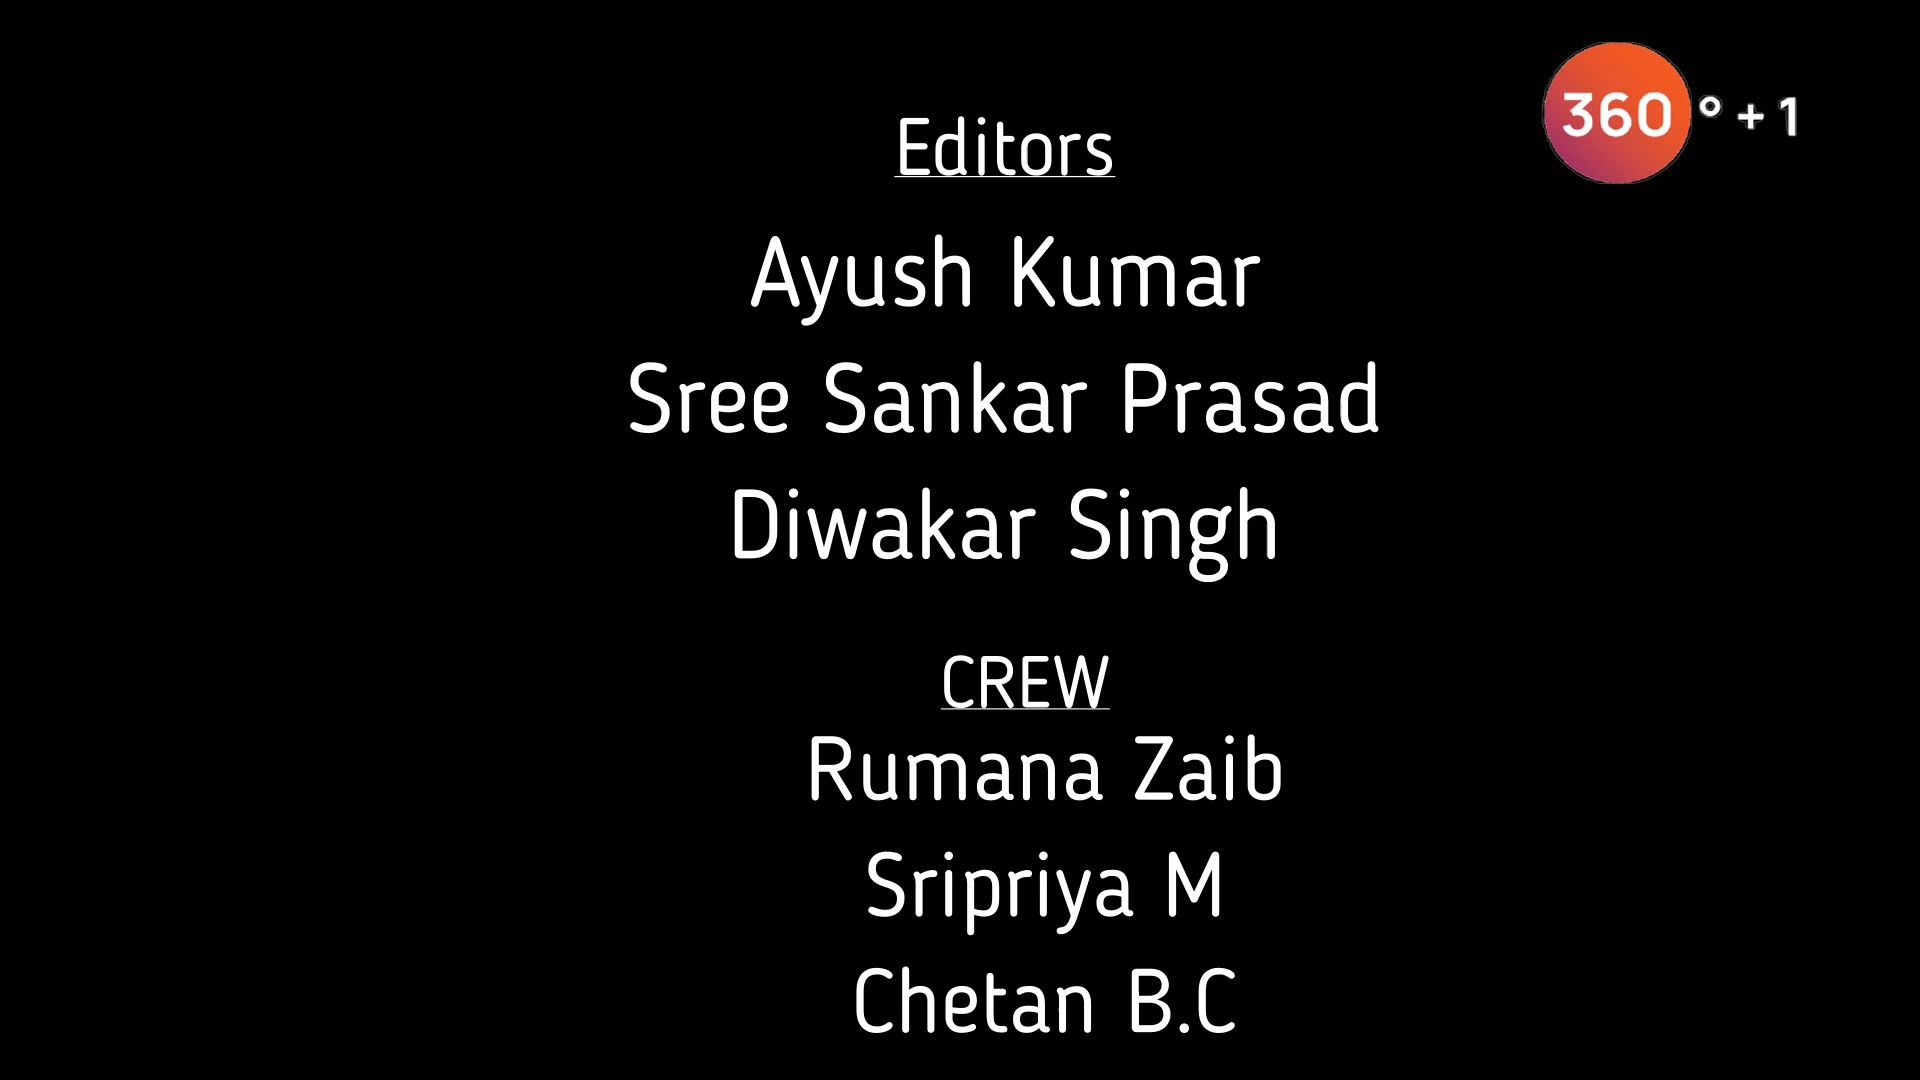 360° + 1
Editors
Ayush Kumar
Sree Sankar Prasad
Diwakar Singh
CREW
Rumana Zaib
Sripriya M
Chetan B.C